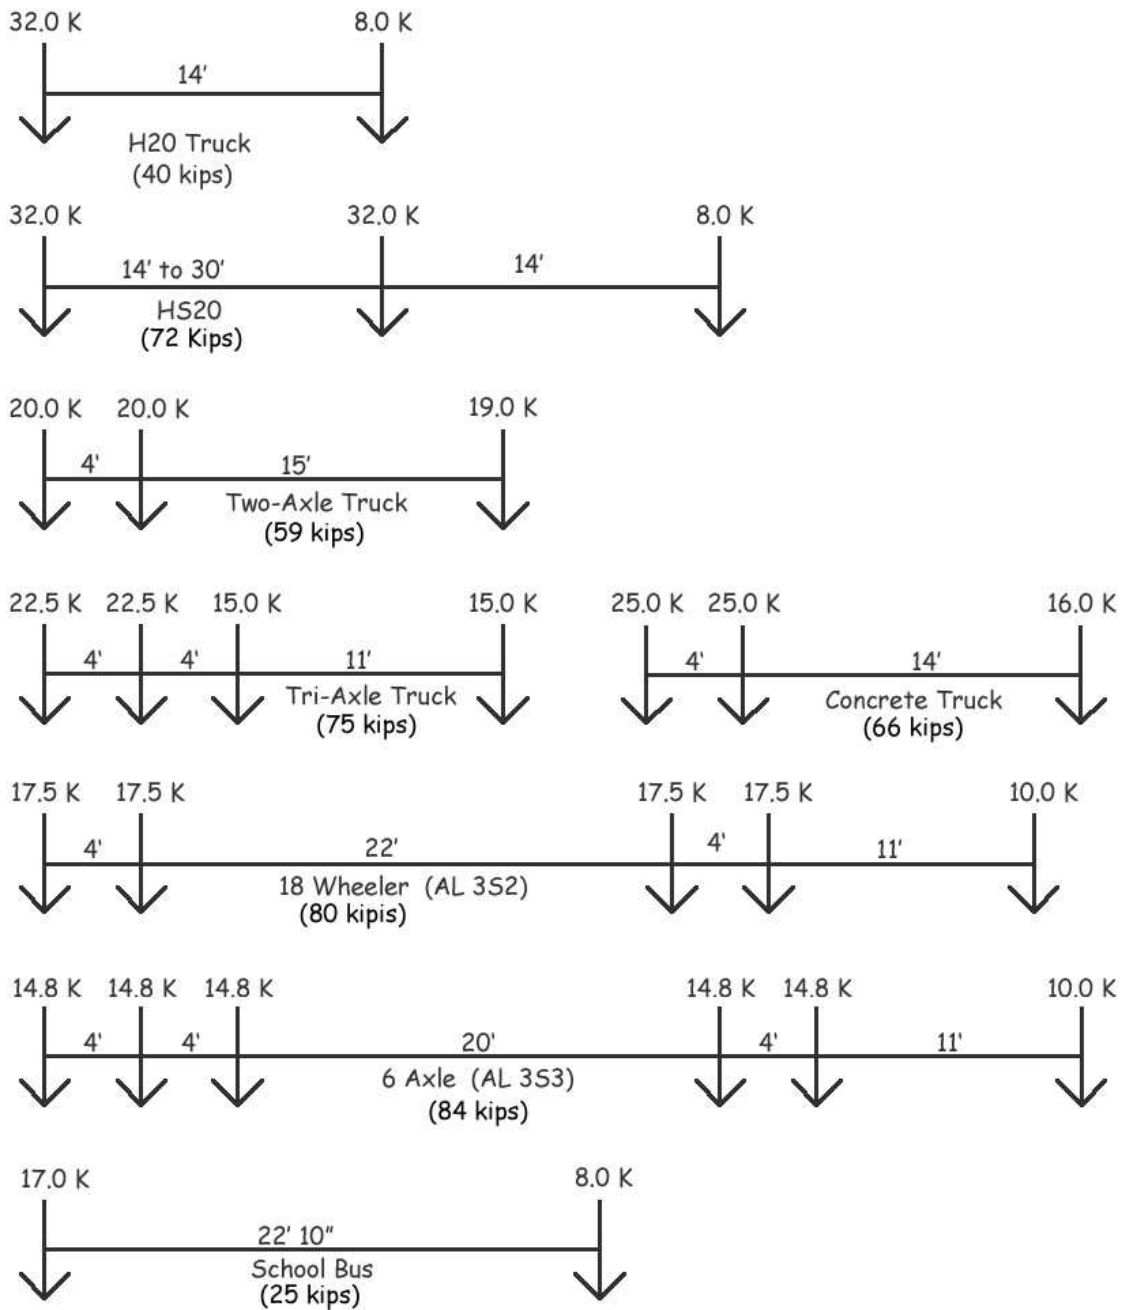 32.0 K 8.0 K
14'
H20 Truck
(40 kips)
32.0 K 32.0 K 8.0 K
14' to 30' 14'
HS20
(72 Kips)
20.0 K 20.0 K 19.0 K
4' 15'
Two-Axle Truck
(59 kips)
22.5 K 22.5 K 15.0 K 15.0 K 25.0 K 25.0 K 16.0 K
4' 4' 11' 4' 14'
Tri-Axle Truck Concrete Truck
(75 kips) (66 kips)
17.5 K 17.5 K 17.5 K 17.5 K 10.0 K
4' 22' 4' 11'
18 Wheeler (AL 3S2)
(80 kipis)
14.8 K 14.8 K 14.8 K 14.8 K 14.8 K 10.0 K
4' 4' 20' 4' 11'
6 Axle (AL 3S3)
(84 kips)
17.0 K 8.0 K
22' 10"
School Bus
(25 kips)